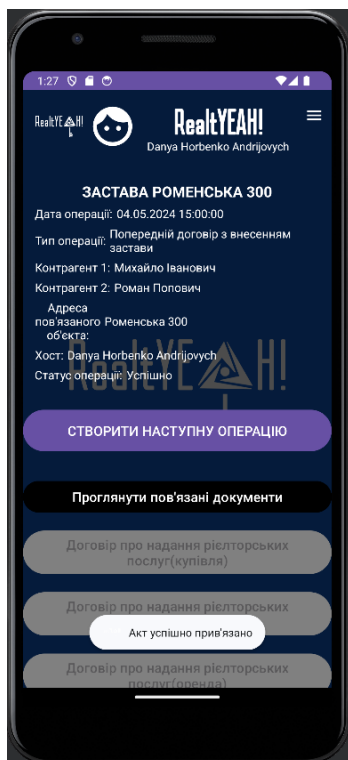 1:27
RealtYEAH!
RealtYEAH!
Danya Horbenko Andrijovych
ЗАСТАВА РОМЕНСЬКА 300
Дата операції: 04.05.2024 15:00:00
Тип операції: Попередній договір з внесенням
застави
Контрагент 1: Михайло Іванович
Контрагент 2: Роман Попович
Адреса
пов'язаного Роменська 300
об'єкта:
Хост: Danya Horbenko Andrijovych
Статус операції: Успішно
RealtYEAH!
СТВОРИТИ НАСТУПНУ ОПЕРАЦІЮ
Проглянути пов'язані документи
Договір про надання рієлторських
послуг(купівля)
Договір про надання рієлторських
Акт успішно прив'язано
Договір про надання рієлторських
послуг(оренда)